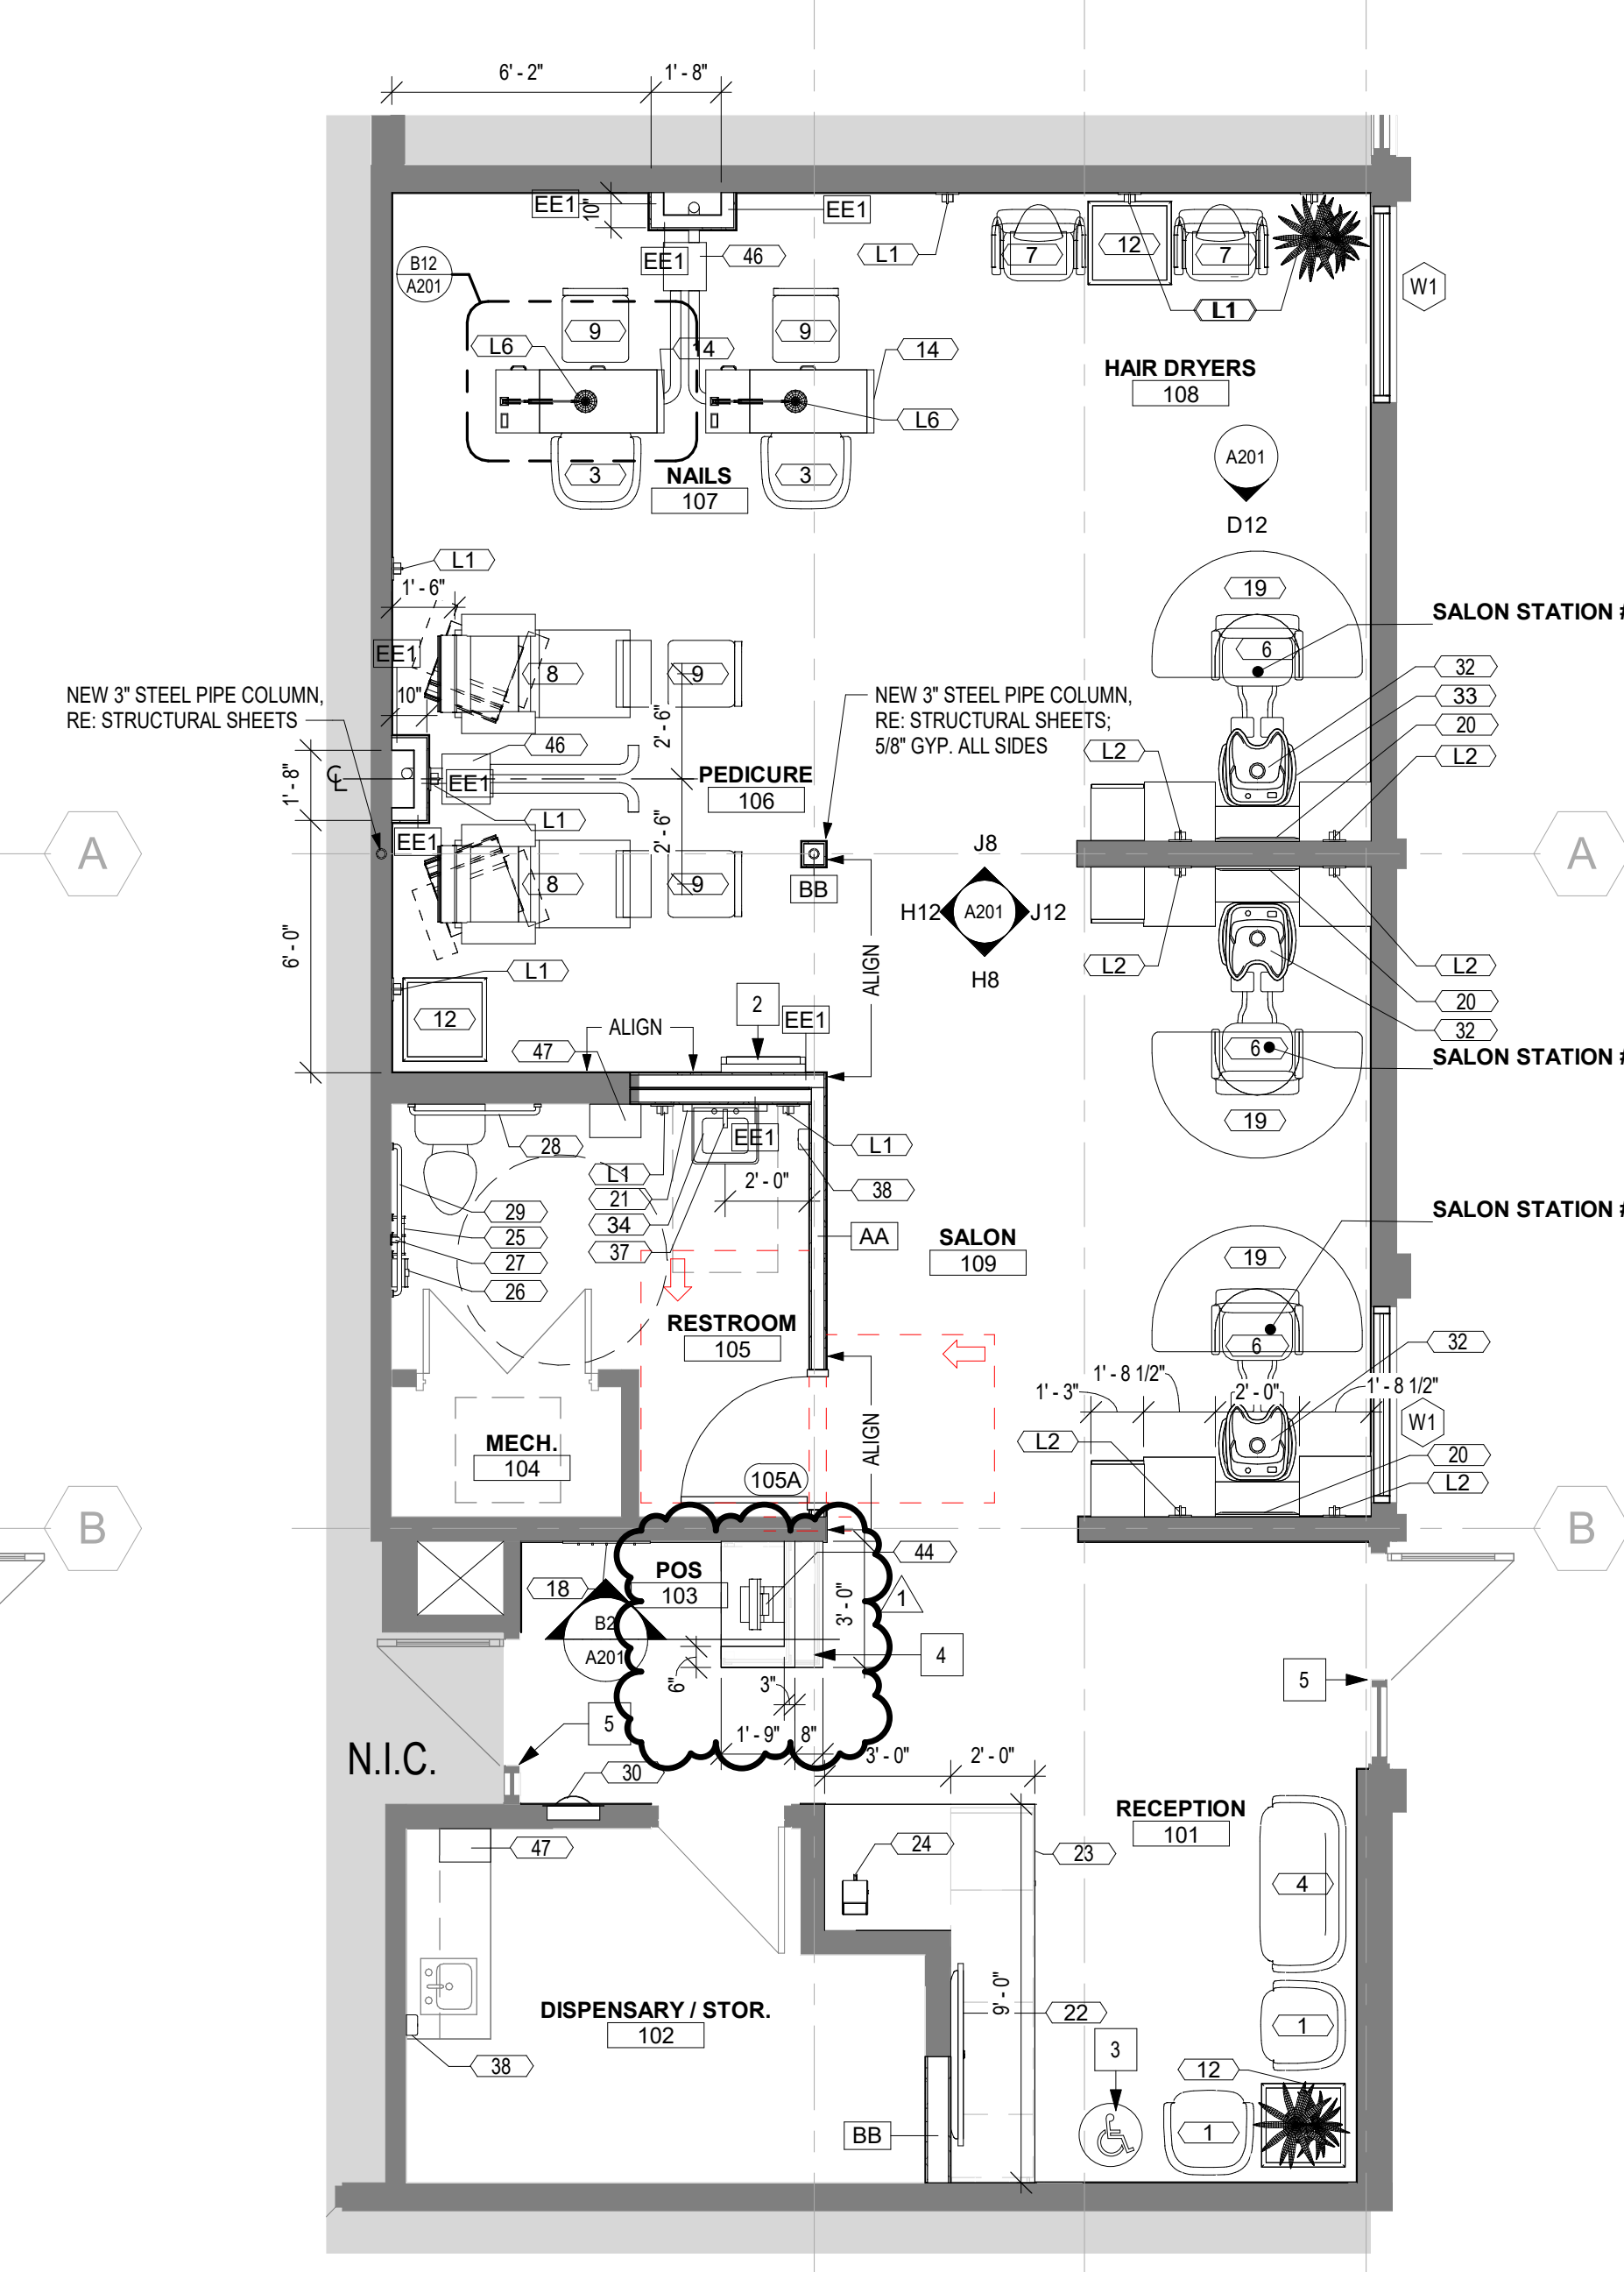 6' - 2"
1' - 8"
EE1
10"
EE1
EE1
46
L1
7
12
7
L1
W1
B12
A201
9
9
L6
14
14
L6
HAIR DRYERS
108
3
3
NAILS
107
A201
D12
L1
1' - 6"
19
SALON STATION #
EE1
8
9
6
32
33
20
L2
L2
10"
NEW 3" STEEL PIPE COLUMN,
RE: STRUCTURAL SHEETS
NEW 3" STEEL PIPE COLUMN,
RE: STRUCTURAL SHEETS;
5/8" GYP. ALL SIDES
2' - 6"
46
1' - 8"
CL
EE1
PEDICURE
106
L1
EE1
2' - 6"
A
A
8
9
BB
J8
H12
A201
J12
H8
L2
L2
20
32
6' - 0"
L1
ALIGN
12
2
EE1
ALIGN
47
6
SALON STATION #
19
28
EE1
L1
L1
21
2' - 0"
38
34
37
29
25
27
26
AA
SALON
109
SALON STATION #
19
RESTROOM
105
6
32
1' - 3"
1' - 8 1/2"
2' - 0"
1' - 8 1/2"
W1
ALIGN
L2
20
L2
MECH.
104
105A
B
B
44
POS
103
18
3' - 0"
1
B2
A201
4
6"
3"
5
5
1' - 9"
8"
3' - 0"
2' - 0"
N.I.C.
30
RECEPTION
101
47
24
23
4
DISPENSARY / STOR.
102
9' - 0"
22
1
38
3
12
BB
1